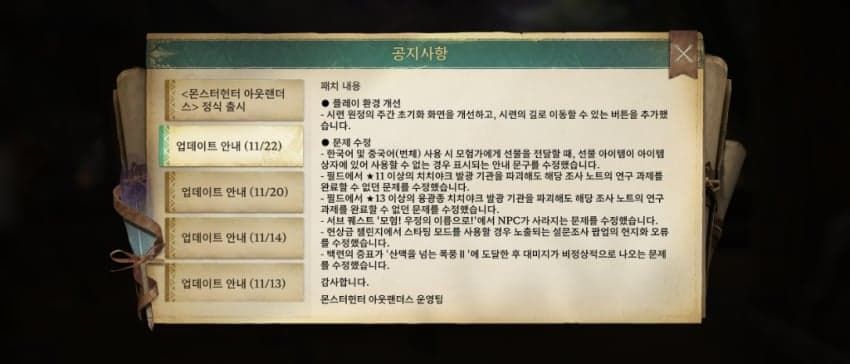 공지사항
<몬스터헌터 아웃랜더
스> 정식 출시
업데이트 안내 (11/22)
업데이트 안내 (11/20)
업데이트 안내 (11/14)
업데이트 안내 (11/13)
패치 내용
● 플레이 환경 개선
- 시련 원정의 주간 초기화 화면을 개선하고, 시련의 길로 이동할 수 있는 버튼을 추가했
습니다.
● 문제 수정
- 한국어 및 중국어(번체) 사용 시 모험가에게 선물을 전달할 때, 선물 아이템이 아이템
상자에 있어 사용할 수 없는 경우 표시되는 안내 문구를 수정했습니다.
- 필드에서 ★11 이상의 치치야크 발광 기관을 파괴해도 해당 조사 노트의 연구 과제를
완료할 수 없던 문제를 수정했습니다.
- 필드에서 ★13 이상의 용광종 치치야크 발광 기관을 파괴해도 해당 조사 노트의 연구
과제를 완료할 수 없던 문제를 수정했습니다.
- 서브 퀘스트 '모험! 우정의 이름으로!'에서 NPC가 사라지는 문제를 수정했습니다.
- 현상금 챌린지에서 스타팅 모드를 사용할 경우 노출되는 설문조사 팝업의 현지화 오류
를 수정했습니다.
- 백련의 증표가 '산맥을 넘는 폭풍Ⅱ'에 도달한 후 대미지가 비정상적으로 나오는 문제
를 수정했습니다.
감사합니다.
몬스터헌터 아웃랜더스 운영팀